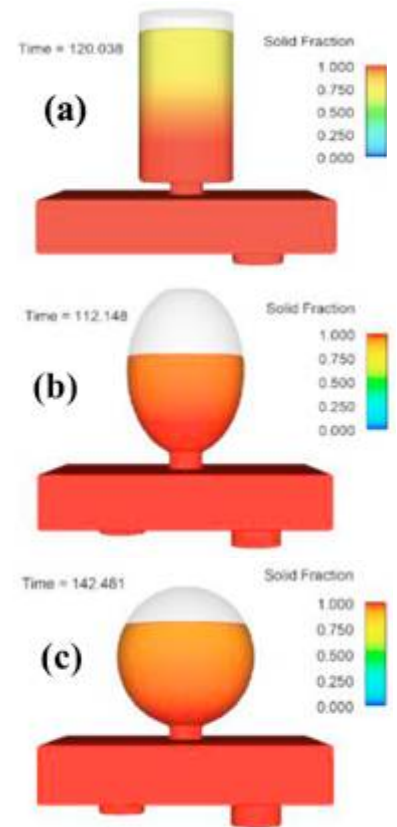 Time = 120.038
Solid Fraction
1.000
0.750
0.500
0.250
0.000
(a)
Time = 112.148
Solid Fraction
1.000
0.750
0.500
0.250
0.000
(b)
Time = 142.481
Solid Fraction
1.000
0.750
0.500
0.250
0.000
(c)